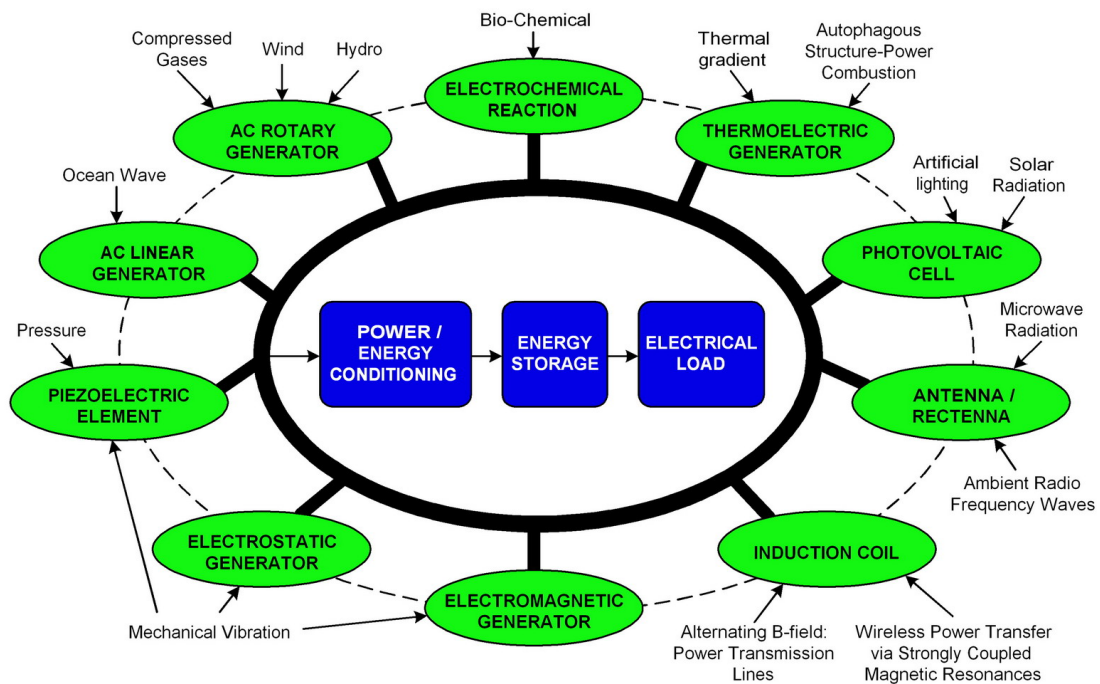 Bio-Chemical
Compressed
Gases
Wind
Hydro
Thermal
gradient
Autophagous
Structure-Power
Combustion
ELECTROCHEMICAL
REACTION
AC ROTARY
GENERATOR
THERMOELECTRIC
GENERATOR
Ocean Wave
Artificial
lighting
Solar
Radiation
AC LINEAR
GENERATOR
PHOTOVOLTAIC
CELL
Pressure
Microwave
Radiation
POWER /
ENERGY
CONDITIONING
ENERGY
STORAGE
ELECTRICAL
LOAD
PIEZOELECTRIC
ELEMENT
ANTENNA /
RECTENNA
Ambient Radio
Frequency Waves
ELECTROSTATIC
GENERATOR
INDUCTION COIL
ELECTROMAGNETIC
GENERATOR
Mechanical Vibration
Alternating B-field:
Power Transmission
Lines
Wireless Power Transfer
via Strongly Coupled
Magnetic Resonances